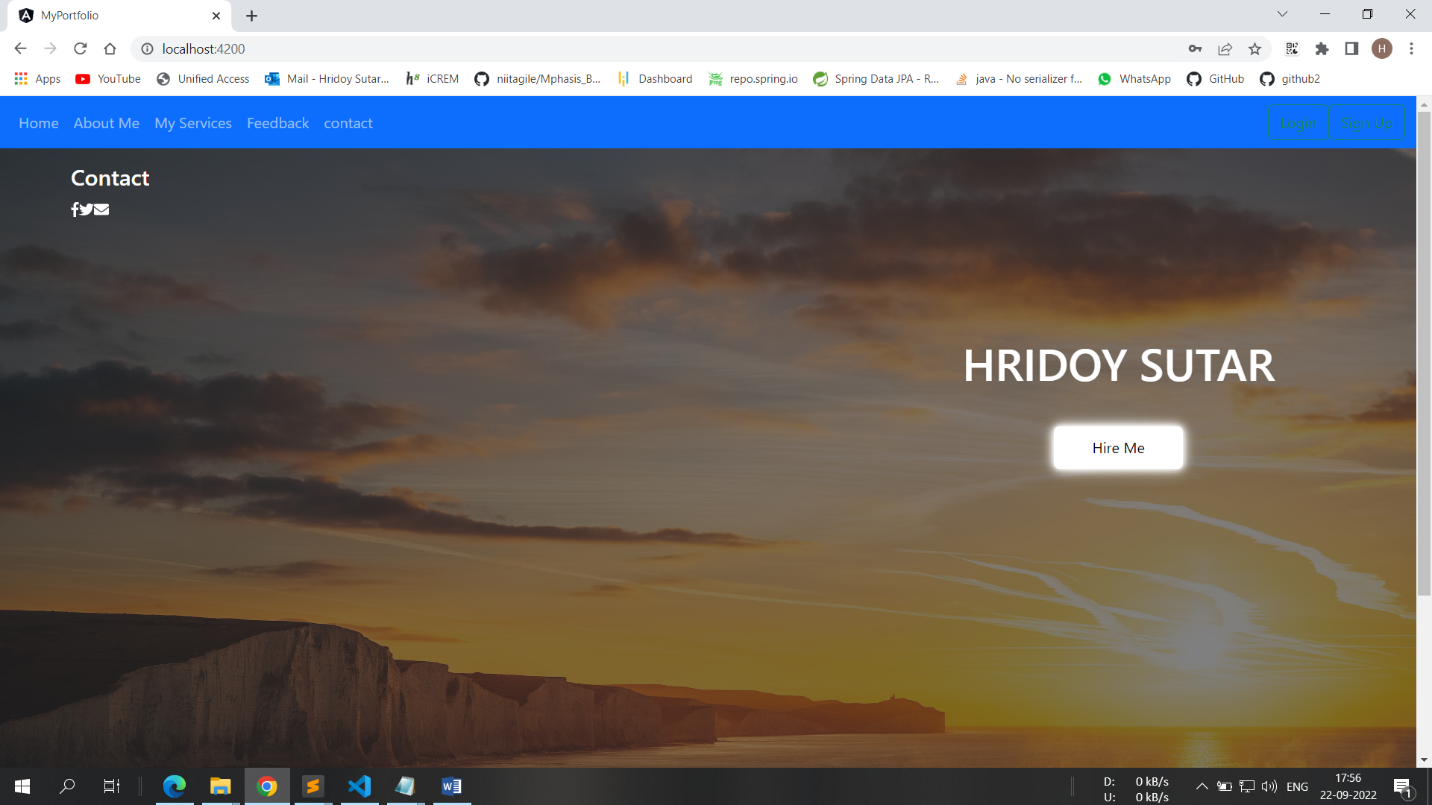 MyPortfolio
localhost:4200
H
Apps YouTube Unified Access Mail - Hridoy Sutar... h8 iCREM niitagile/Mphasis_B... Dashboard repo.spring.io Spring Data JPA - R... java - No serializer f... WhatsApp GitHub github2
Home About Me My Services Feedback contact Login Sign Up
Contact
HRIDOY SUTAR
Hire Me
D: 0 kB/s
U: 0 kB/s
ENG
17:56
22-09-2022
1